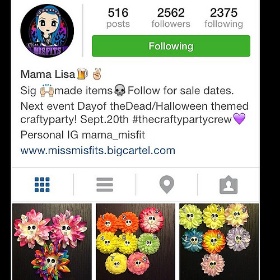 516 2562 2375
posts followers following
MISFITS
Following
Mama Lisa🍺✌🏼
Sig 🙌🏼made items💀Follow for sale dates.
Next event Dayof theDead/Halloween themed
craftyparty! Sept.20th #thecraftypartycrew💜
Personal IG mama_misfit
www.missmisfits.bigcartel.com